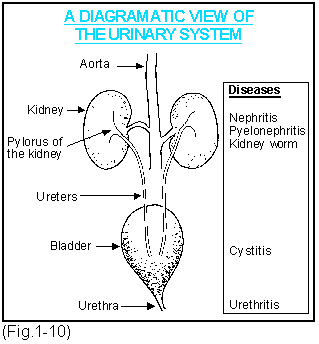 A DIAGRAMATIC VIEW OF
THE URINARY SYSTEM
Aorta
Kidney
Pylorus of
the kidney
Ureters
Bladder
Urethra
Diseases
Nephritis
Pyelonephritis
Kidney worm
Cystitis
Urethritis
(Fig.1-10)